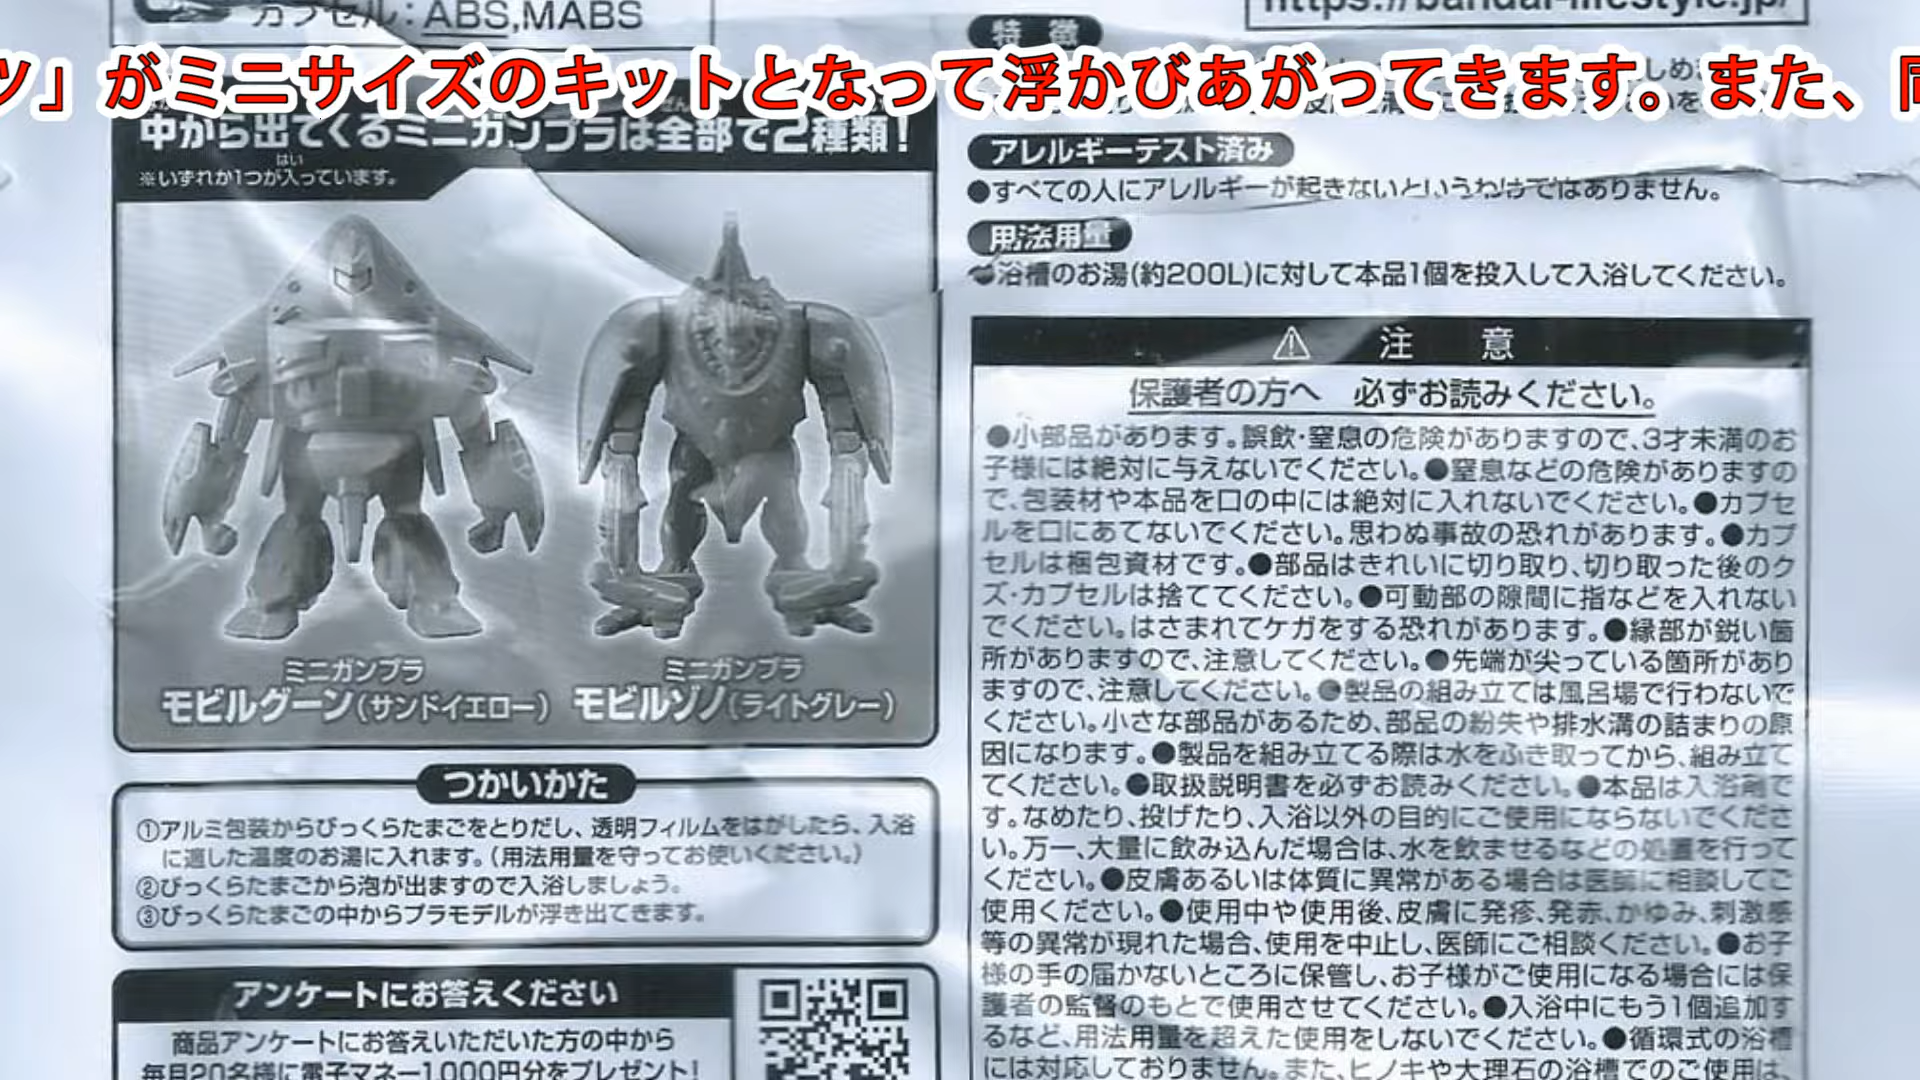 カプセル：ABS,MABS
https://bandai-lifestyle.jp/
特 徴
ツ」がミニサイズのキットとなって浮かびあがってきます。また、同
中から出てくるミニガンプラは全部で2種類！
はい
※いずれか1つが入っています。
ミニガンプラ
モビルグーン（サンドイエロー）
ミニガンプラ
モビルゾノ（ライトグレー）
つかいかた
①アルミ包装からびっくらたまごをとりだし、透明フィルムをはがしたら、入浴
に適した温度のお湯に入れます。（用法用量を守ってお使いください。）
②びっくらたまごから泡が出ますので入浴しましょう。
③びっくらたまごの中からプラモデルが浮き出てきます。
アンケートにお答えください
商品アンケートにお答えいただいた方の中から
毎月20名様に電子マネー1,000円分をプレゼント！
アレルギーテスト済み
●すべての人にアレルギーが起きないというわけではありません。
用法用量
●浴槽のお湯（約200L）に対して本品1個を投入して入浴してください。
⚠ 注 意
保護者の方へ 必ずお読みください。
●小部品があります。誤飲・窒息の危険がありますので、3才未満のお
子様には絶対に与えないでください。●窒息などの危険がありますの
で、包装材や本品を口の中には絶対に入れないでください。●カプセ
ルを口にあてないでください。思わぬ事故の恐れがあります。●カプ
セルは梱包資材です。●部品はきれいに切り取り、切り取った後のク
ズ・カプセルは捨ててください。●可動部の隙間に指などを入れない
でください。はさまれてケガをする恐れがあります。●縁部が鋭い箇
所がありますので、注意してください。●先端が尖っている箇所があり
ますので、注意してください。●製品の組み立ては風呂場で行わないで
ください。小さな部品があるため、部品の紛失や排水溝の詰まりの原
因になります。●製品を組み立てる際は水をふき取ってから、組み立て
てください。●取扱説明書を必ずお読みください。●本品は入浴剤で
す。なめたり、投げたり、入浴以外の目的にご使用にならないでくださ
い。万一、大量に飲み込んだ場合は、水を飲ませるなどの処置を行って
ください。●皮膚あるいは体質に異常がある場合は医師に相談してご
使用ください。●使用中や使用後、皮膚に発疹、発赤、かゆみ、刺激感
等の異常が現れた場合、使用を中止し、医師にご相談ください。●お子
様の手の届かないところに保管し、お子様がご使用になる場合には保
護者の監督のもとで使用させてください。●入浴中にもう1個追加す
るなど、用法用量を超えた使用をしないでください。●循環式の浴槽
には対応しておりません。また、ヒノキや大理石の浴槽でのご使用は、